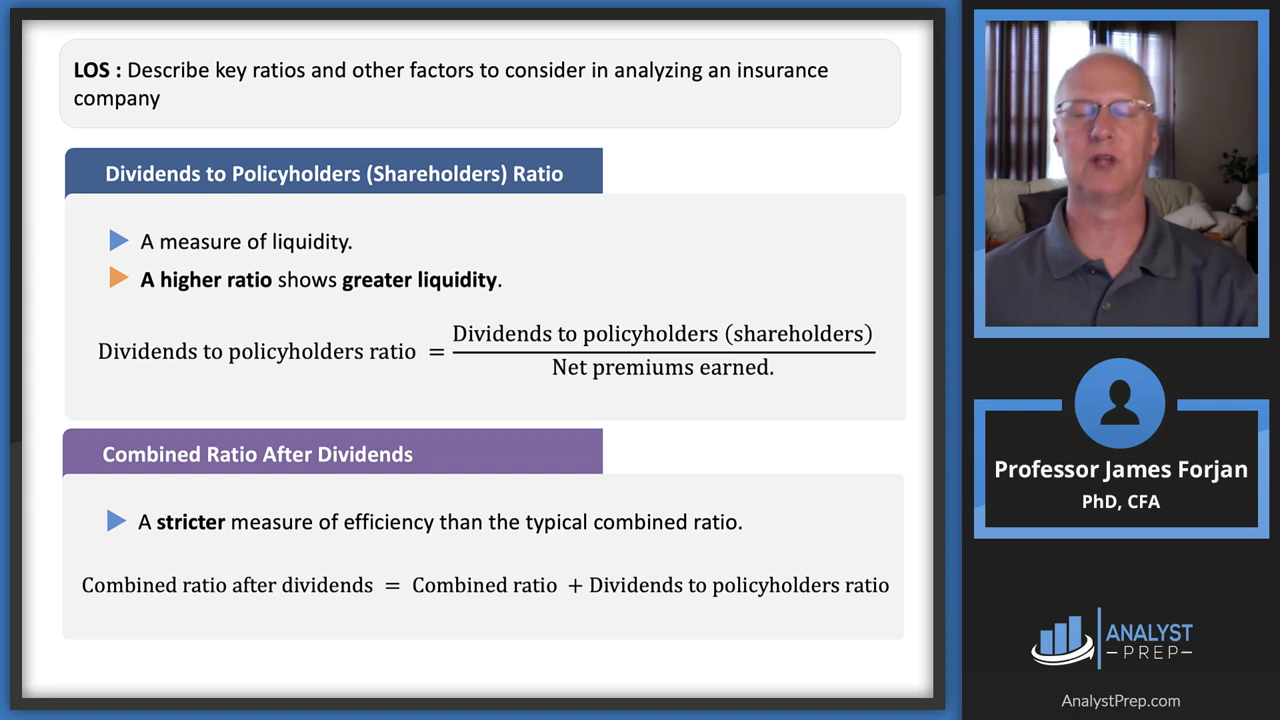 LOS : Describe key ratios and other factors to consider in analyzing an insurance
company
Dividends to Policyholders (Shareholders) Ratio
A measure of liquidity.
A higher ratio shows greater liquidity.
Dividends to policyholders ratio = Dividends to policyholders (shareholders)
Net premiums earned.
Combined Ratio After Dividends
A stricter measure of efficiency than the typical combined ratio.
Combined ratio after dividends = Combined ratio + Dividends to policyholders ratio
Professor James Forjan
PhD, CFA
ANALYST
PREP
AnalystPrep.com